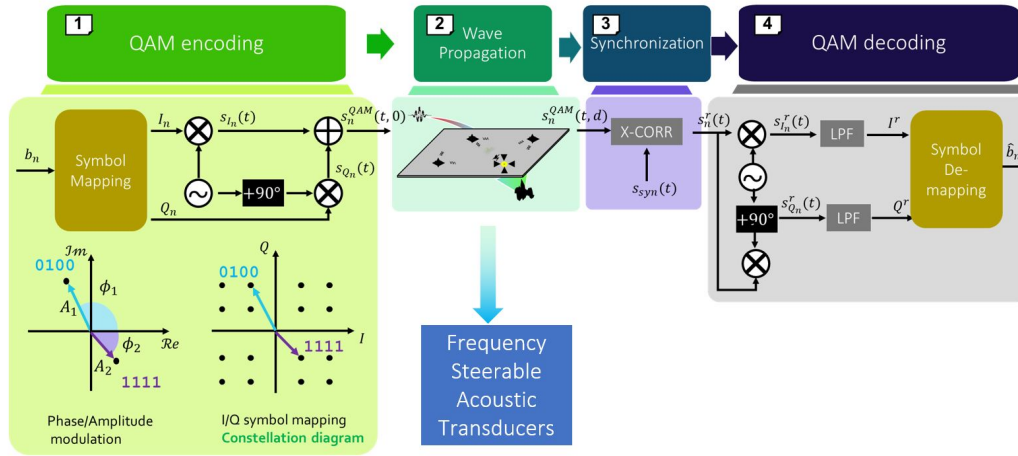 1
QAM encoding
2
Wave
Propagation
3
Synchronization
4
QAM decoding
b_n
Symbol
Mapping
I_n
s_{I_n}(t)
+90°
Q_n
s_{Q_n}(t)
s_n^{QAM}(t, 0)
s_n^{QAM}(t, d)
X-CORR
s_{syn}(t)
s_n^r(t)
s_{I_n}^r(t)
LPF
I^r
+90°
s_{Q_n}^r(t)
LPF
Q^r
Symbol
De-
mapping
b̂_n
ℐm
0100
ϕ_1
A_1
ℛe
ϕ_2
A_2
1111
Phase/Amplitude
modulation
Q
0100
I
1111
I/Q symbol mapping
Constellation diagram
Frequency
Steerable
Acoustic
Transducers